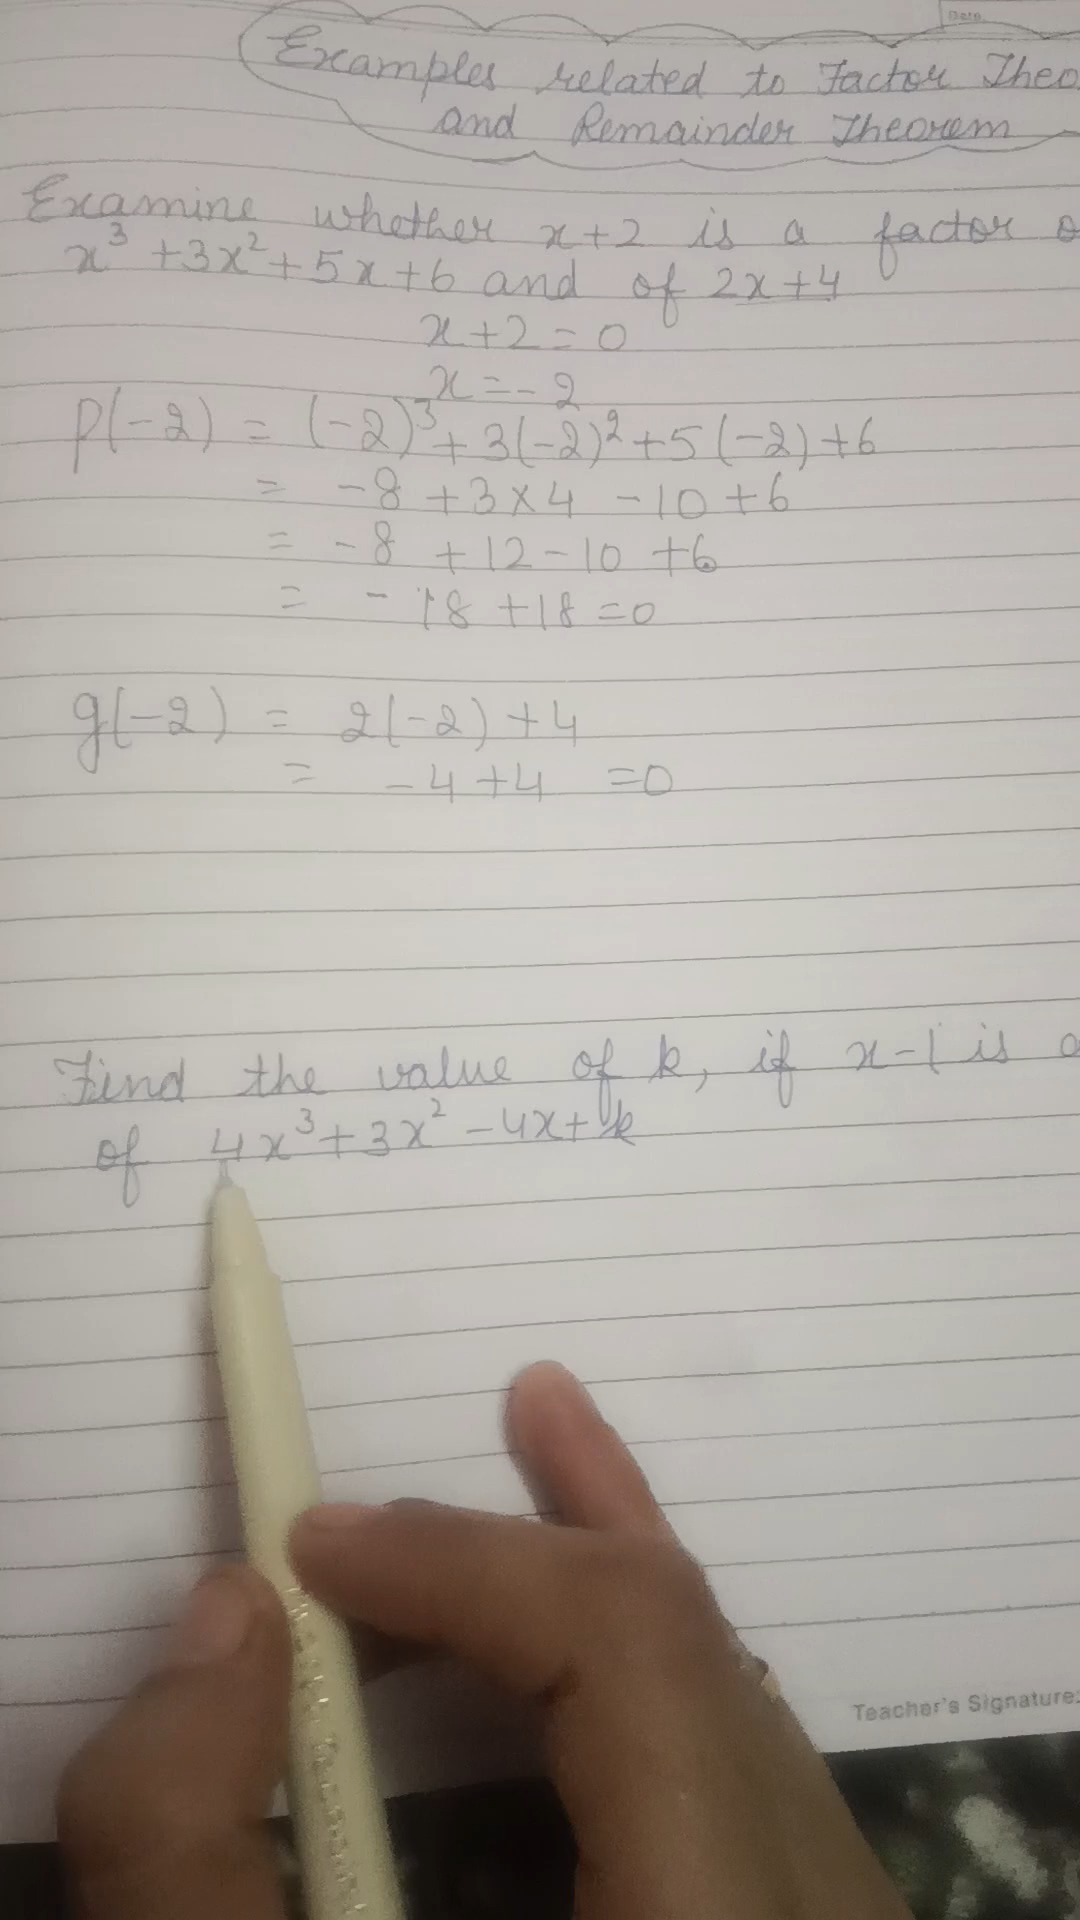 Date
Examples related to Factor Theo
and Remainder Theorem
Examine whether x+2 is a factor o
x³ +3x²+5x+6 and of 2x+4
x+2=0
x=-2
p(-2) = (-2)³+3(-2)²+5(-2)+6
= -8 +3×4 -10+6
= -8 +12-10 +6
= -18 +18=0
g(-2) = 2(-2)+4
= -4+4 =0
Find the value of k, if x-1 is a
of 4x³+3x²-4x+k
Teacher's Signature: